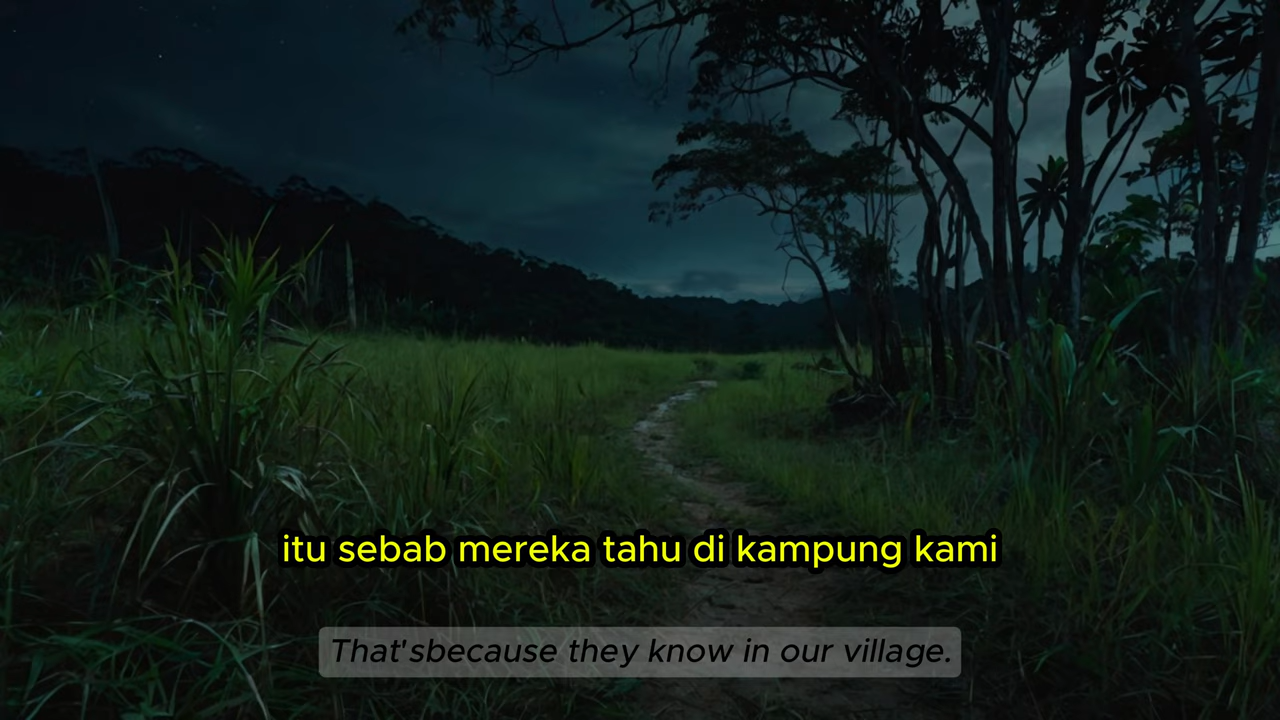 itu sebab mereka tahu di kampung kami
That'sbecause they know in our village.